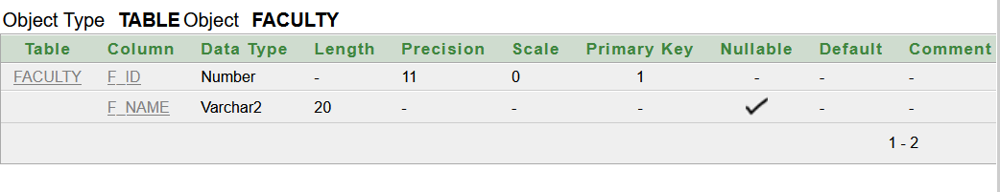 Object Type TABLE Object FACULTY
Table Column Data Type Length Precision Scale Primary Key Nullable Default Comment
FACULTY F_ID Number - 11 0 1 - - -
F_NAME Varchar2 20 - - - - -
1 - 2